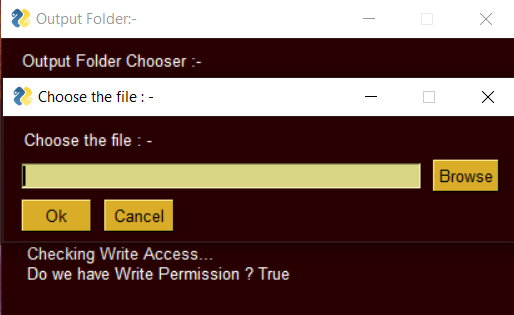 Output Folder:-
Output Folder Chooser :-
Choose the file : -
Choose the file : -
Browse
Ok Cancel
Checking Write Access...
Do we have Write Permission ? True